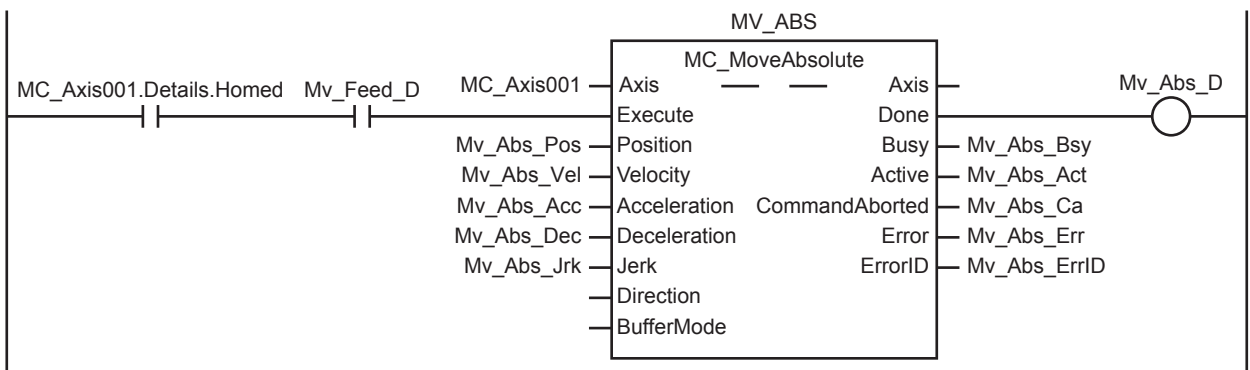 MV_ABS
MC_MoveAbsolute
MC_Axis001.Details.Homed Mv_Feed_D MC_Axis001 Axis Axis Mv_Abs_D
Execute Done
Mv_Abs_Pos Position Busy Mv_Abs_Bsy
Mv_Abs_Vel Velocity Active Mv_Abs_Act
Mv_Abs_Acc Acceleration CommandAborted Mv_Abs_Ca
Mv_Abs_Dec Deceleration Error Mv_Abs_Err
Mv_Abs_Jrk Jerk ErrorID Mv_Abs_ErrID
Direction
BufferMode